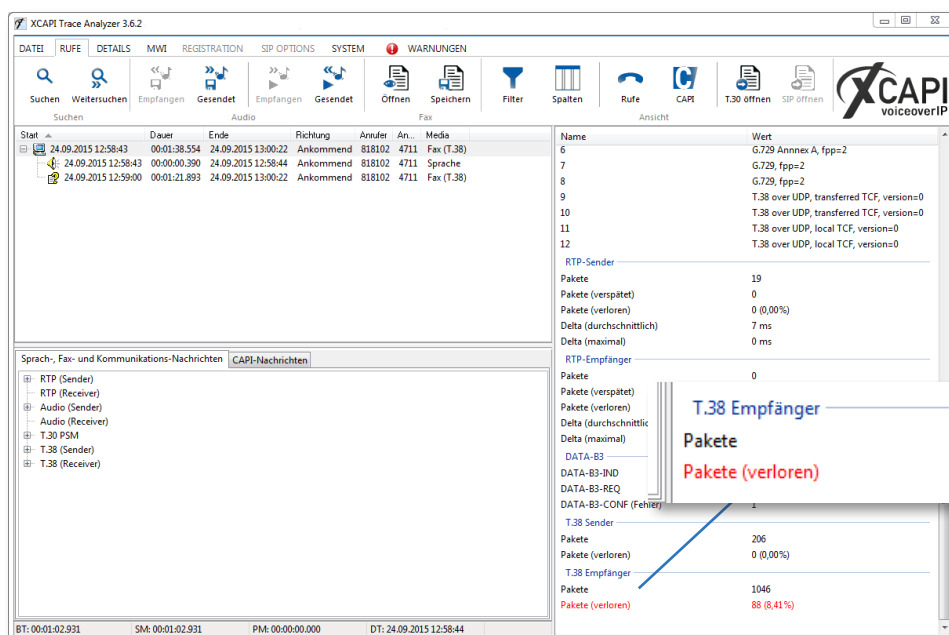 XCAPI Trace Analyzer 3.6.2
DATEI RUFE DETAILS MWI REGISTRATION SIP OPTIONS SYSTEM WARNUNGEN
Suchen Weitersuchen Empfangen Gesendet Empfangen Gesendet Öffnen Speichern Filter Spalten Rufe CAPI T.30 öffnen SIP öffnen
Suchen Audio Fax Ansicht
XCAPI
voiceoverIP
Start Dauer Ende Richtung Anrufer An... Media
24.09.2015 12:58:43 00:01:38.554 24.09.2015 13:00:22 Ankommend 818102 4711 Fax (T.38)
24.09.2015 12:58:43 00:00:00.390 24.09.2015 12:58:44 Ankommend 818102 4711 Sprache
24.09.2015 12:59:00 00:01:21.893 24.09.2015 13:00:22 Ankommend 818102 4711 Fax (T.38)
Sprach-, Fax- und Kommunikations-Nachrichten CAPI-Nachrichten
RTP (Sender)
RTP (Receiver)
Audio (Sender)
Audio (Receiver)
T.30 PSM
T.38 (Sender)
T.38 (Receiver)
Name Wert
6 G.729 Annnex A, fpp=2
7 G.729, fpp=2
8 G.729, fpp=2
9 T.38 over UDP, transferred TCF, version=0
10 T.38 over UDP, transferred TCF, version=0
11 T.38 over UDP, local TCF, version=0
12 T.38 over UDP, local TCF, version=0
RTP-Sender
Pakete 19
Pakete (verspätet) 0
Pakete (verloren) 0 (0,00%)
Delta (durchschnittlich) 7 ms
Delta (maximal) 0 ms
RTP-Empfänger
Pakete 0
Pakete (verspätet)
Pakete (verloren)
Delta (durchschnittlic
Delta (maximal)
DATA-B3
DATA-B3-IND
DATA-B3-REQ
DATA-B3-CONF (Fehler) 1
T.38 Sender
Pakete 206
Pakete (verloren) 0 (0,00%)
T.38 Empfänger
Pakete 1046
Pakete (verloren) 88 (8,41%)
T.38 Empfänger
Pakete
Pakete (verloren)
BT: 00:01:02.931 SM: 00:01:02.931 PM: 00:00:00.000 DT: 24.09.2015 12:58:44